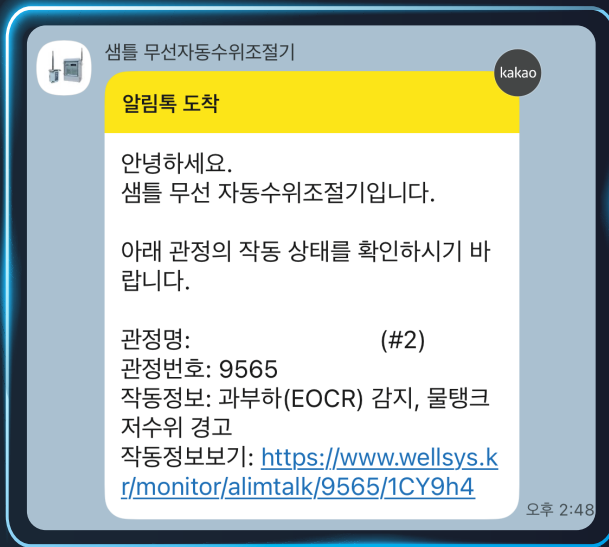 샘틀 무선자동수위조절기
kakao
알림톡 도착
안녕하세요.
샘틀 무선 자동수위조절기입니다.
아래 관정의 작동 상태를 확인하시기 바
랍니다.
관정명: (#2)
관정번호: 9565
작동정보: 과부하(EOCR) 감지, 물탱크
저수위 경고
작동정보보기: https://www.wellsys.k
r/monitor/alimtalk/9565/1CY9h4
오후 2:48